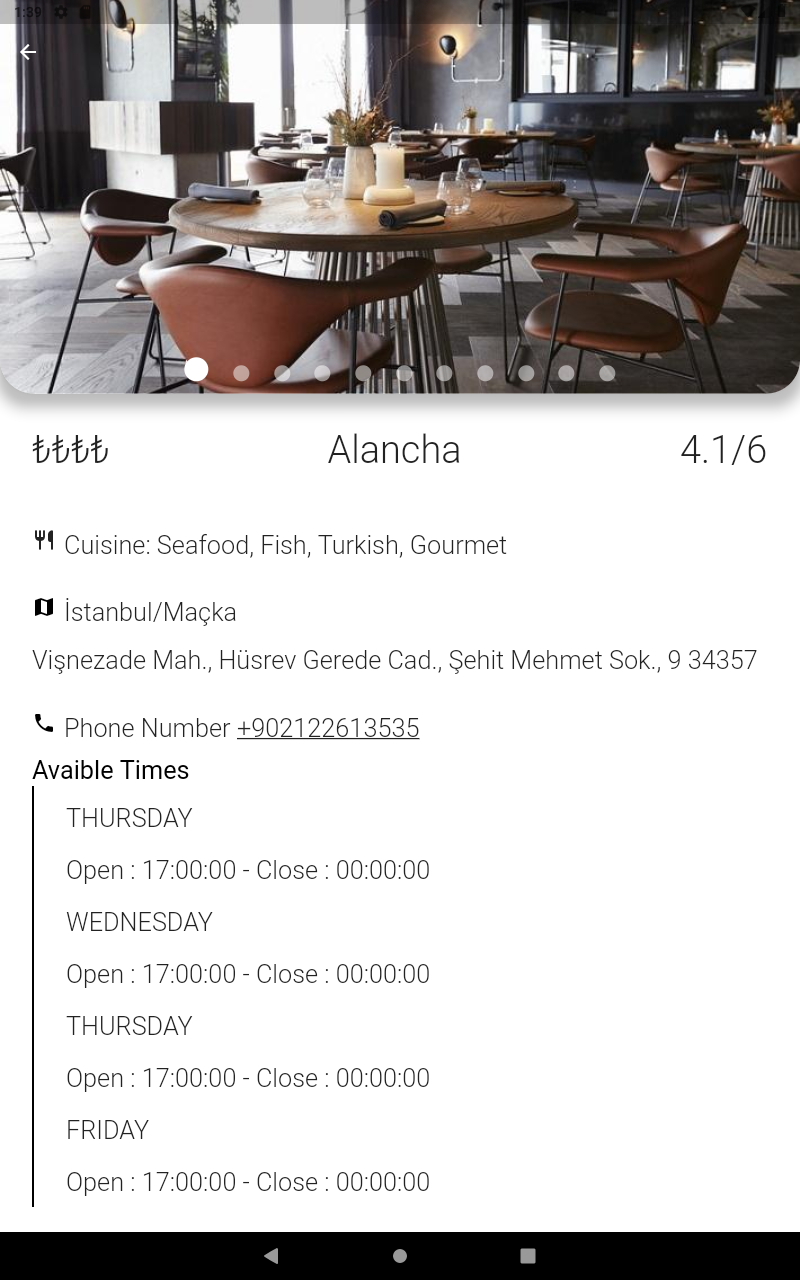 1:39
₺₺₺₺ Alancha 4.1/6
Cuisine: Seafood, Fish, Turkish, Gourmet
İstanbul/Maçka
Vişnezade Mah., Hüsrev Gerede Cad., Şehit Mehmet Sok., 9 34357
Phone Number +902122613535
Avaible Times
THURSDAY
Open : 17:00:00 - Close : 00:00:00
WEDNESDAY
Open : 17:00:00 - Close : 00:00:00
THURSDAY
Open : 17:00:00 - Close : 00:00:00
FRIDAY
Open : 17:00:00 - Close : 00:00:00